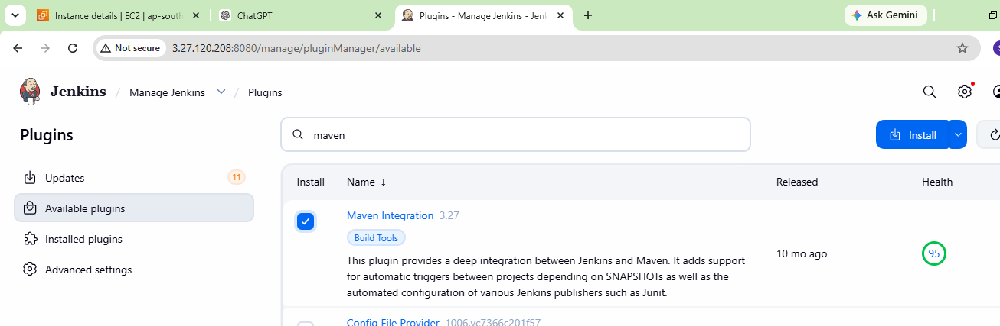 Instance details | EC2 | ap-south
ChatGPT
Plugins - Manage Jenkins - Jenk
Ask Gemini
Not secure
3.27.120.208:8080/manage/pluginManager/available
Jenkins / Manage Jenkins / Plugins
Plugins
maven
Install
Updates
11
Available plugins
Installed plugins
Advanced settings
Install Name ↓ Released Health
Maven Integration 3.27
Build Tools
This plugin provides a deep integration between Jenkins and Maven. It adds support
for automatic triggers between projects depending on SNAPSHOTs as well as the
automated configuration of various Jenkins publishers such as Junit.
10 mo ago
95
Config File Provider 1006.vc7366c201f57